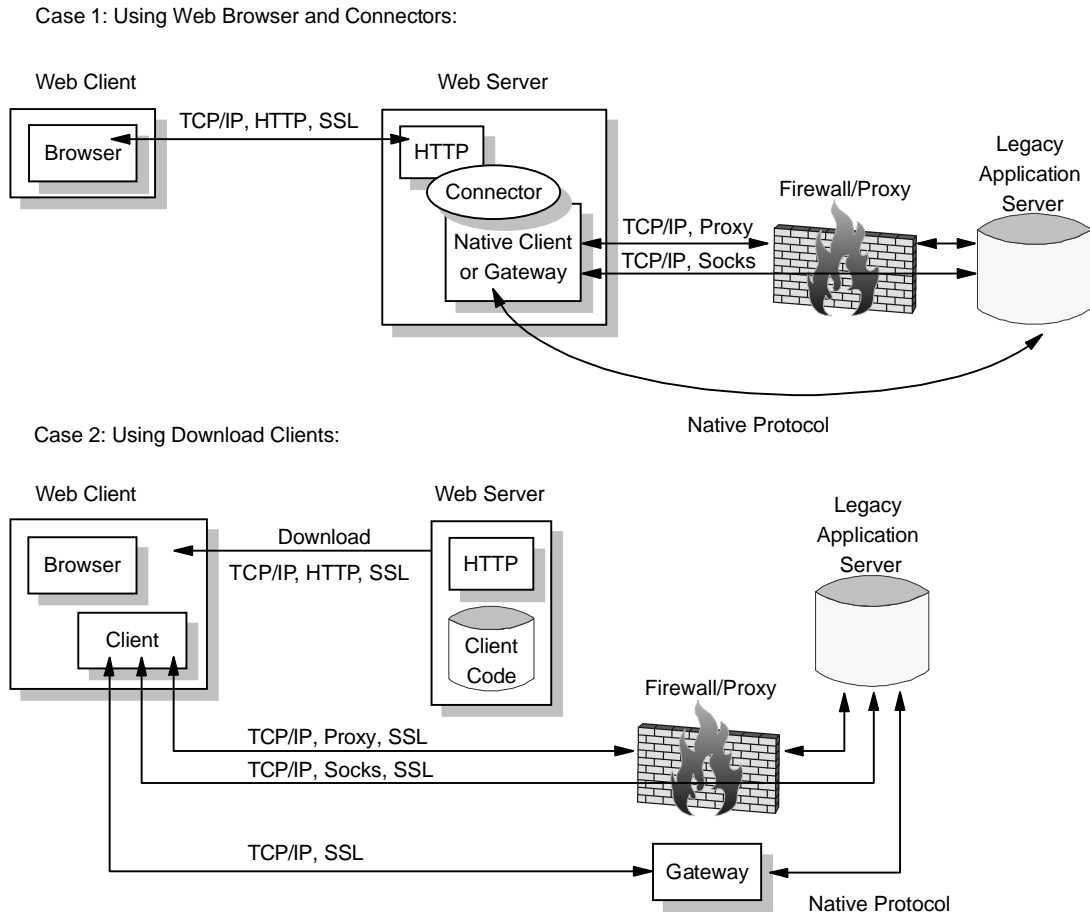 Case 1: Using Web Browser and Connectors:
Web Client
Web Server
TCP/IP, HTTP, SSL
Browser
HTTP
Connector
Native Client
or Gateway
TCP/IP, Proxy
TCP/IP, Socks
Firewall/Proxy
Legacy
Application
Server
Native Protocol
Case 2: Using Download Clients:
Web Client
Web Server
Browser
Download
TCP/IP, HTTP, SSL
HTTP
Client
Client
Code
Legacy
Application
Server
Firewall/Proxy
TCP/IP, Proxy, SSL
TCP/IP, Socks, SSL
TCP/IP, SSL
Gateway
Native Protocol